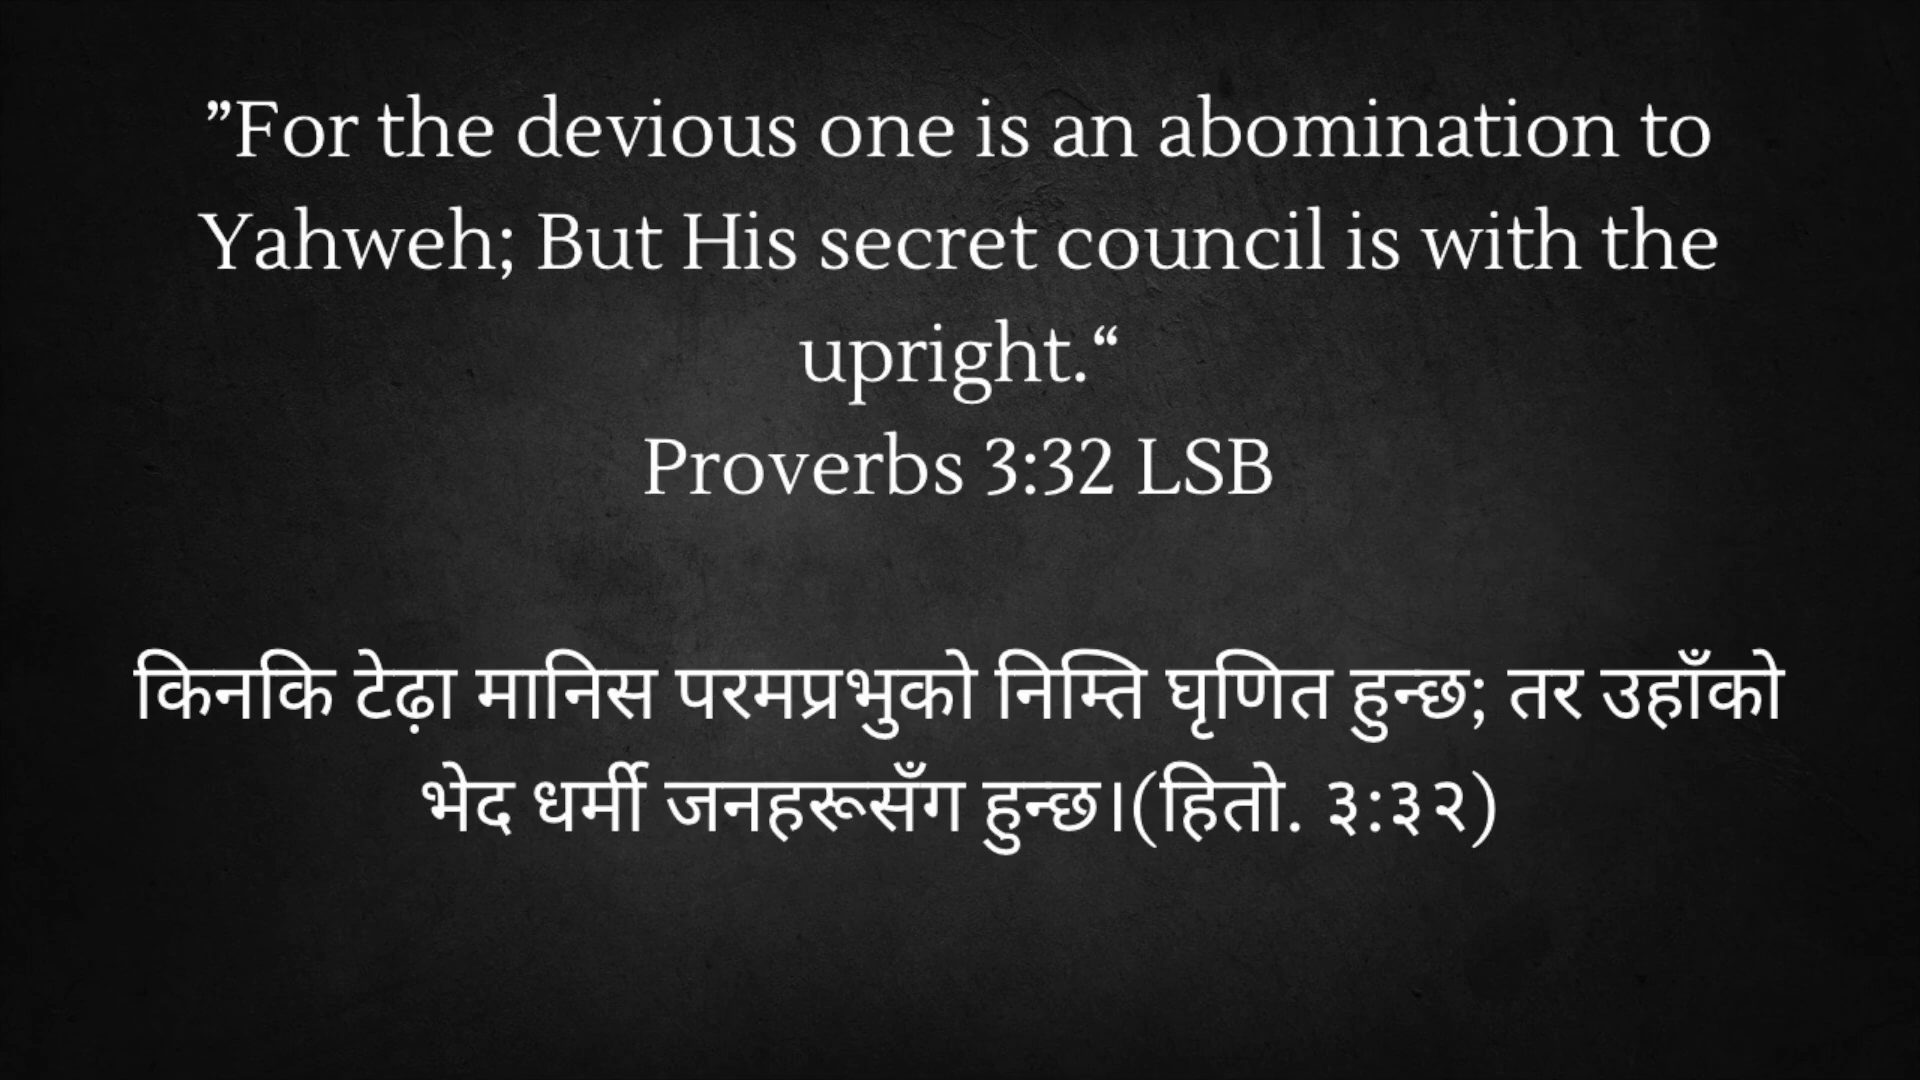 ”For the devious one is an abomination to
Yahweh; But His secret council is with the
upright.“
Proverbs 3:32 LSB
किनकि टेढ़ा मानिस परमप्रभुको निम्ति घृणित हुन्छ; तर उहाँको
भेद धर्मी जनहरूसँग हुन्छ।(हितो. ३:३२)